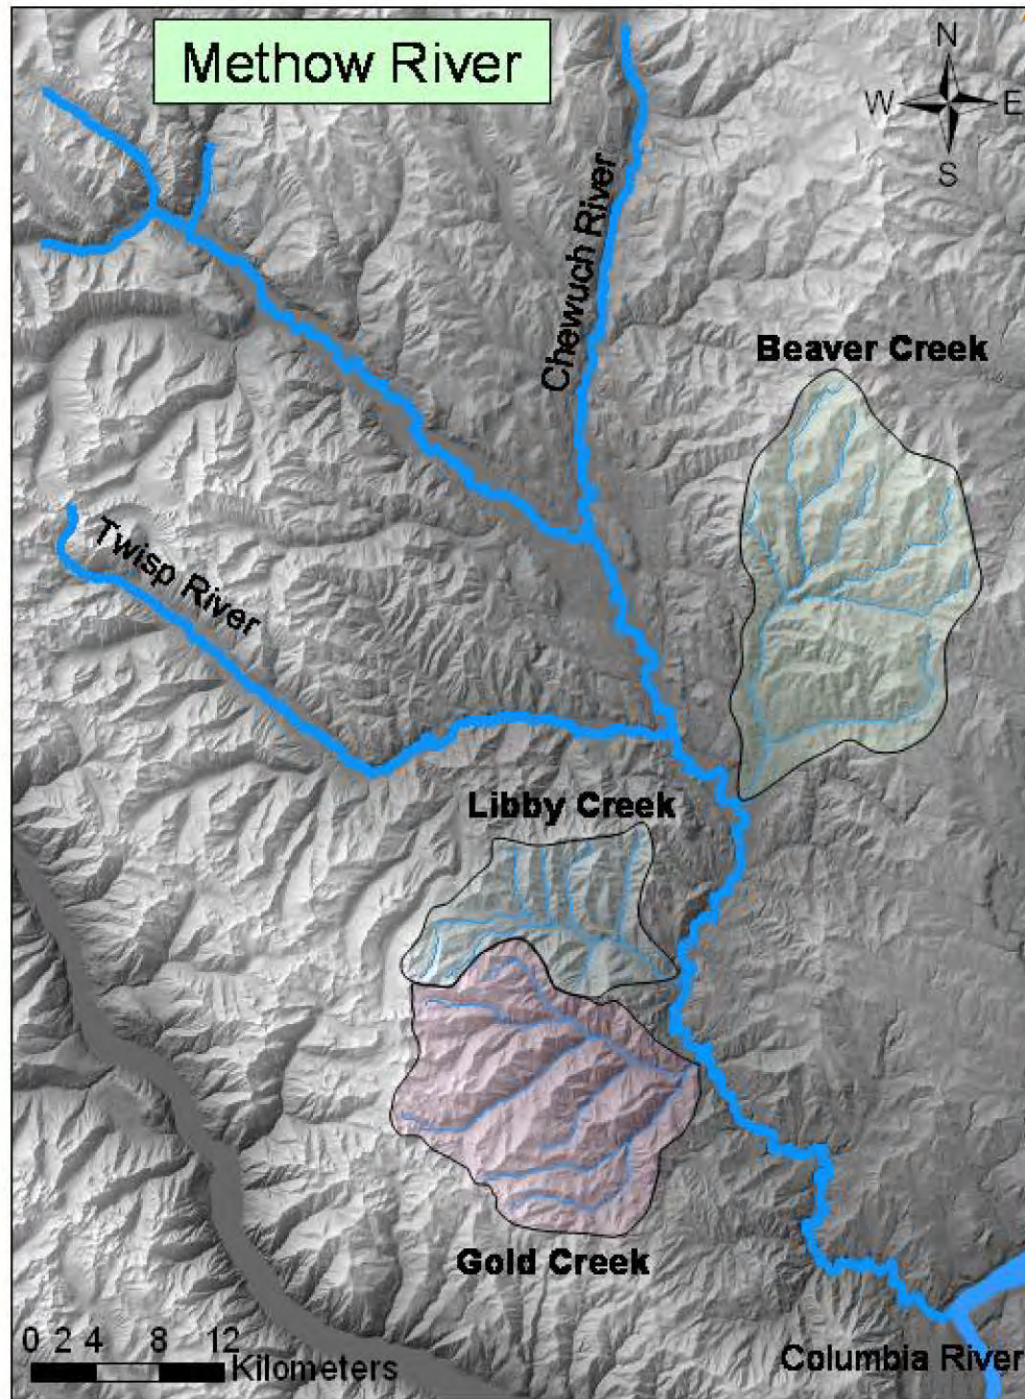 Methow River
N
W E
S
Chewuch River
Beaver Creek
Twisp River
Libby Creek
Gold Creek
0 2 4 8 12
Kilometers
Columbia River